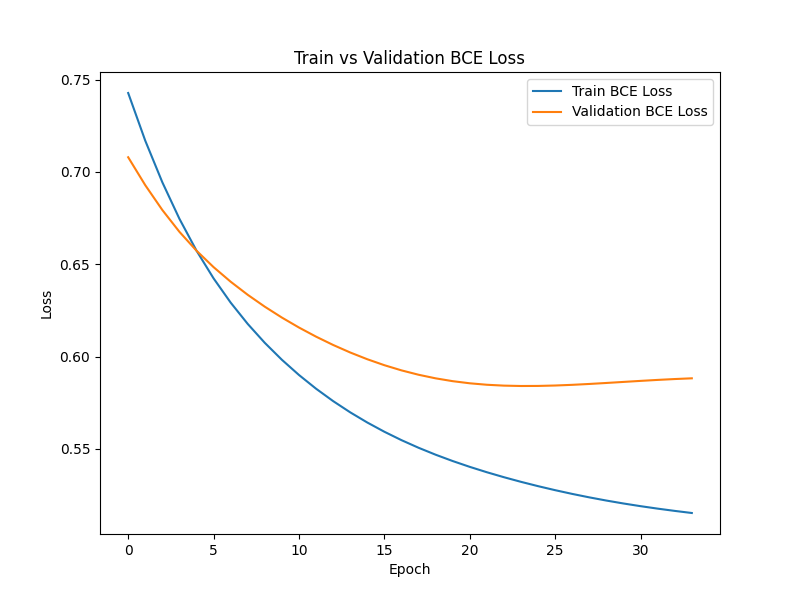 Train vs Validation BCE Loss
Train BCE Loss
Validation BCE Loss
0.75
0.70
0.65
0.60
0.55
Loss
0 5 10 15 20 25 30
Epoch